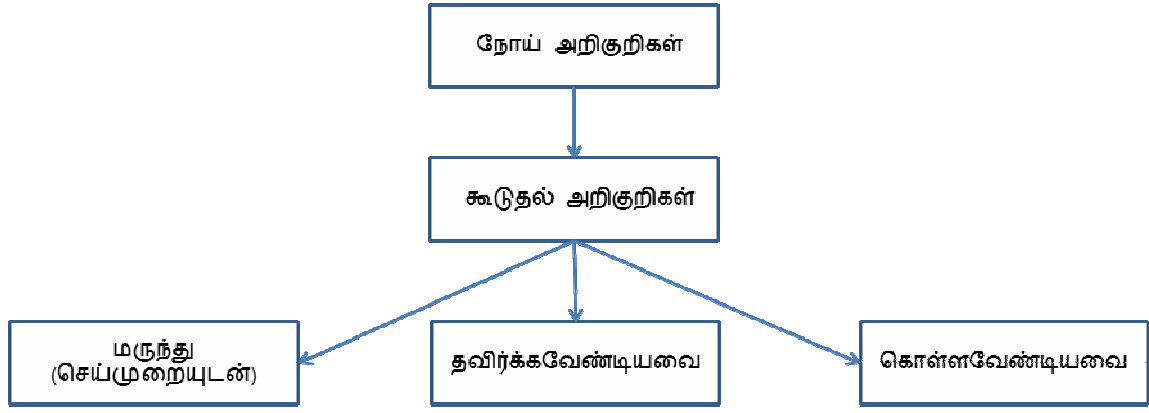 நோய் அறிகுறிகள்
கூடுதல் அறிகுறிகள்
மருந்து
(செய்முறையுடன்)
தவிர்க்கவேண்டியவை
கொள்ளவேண்டியவை